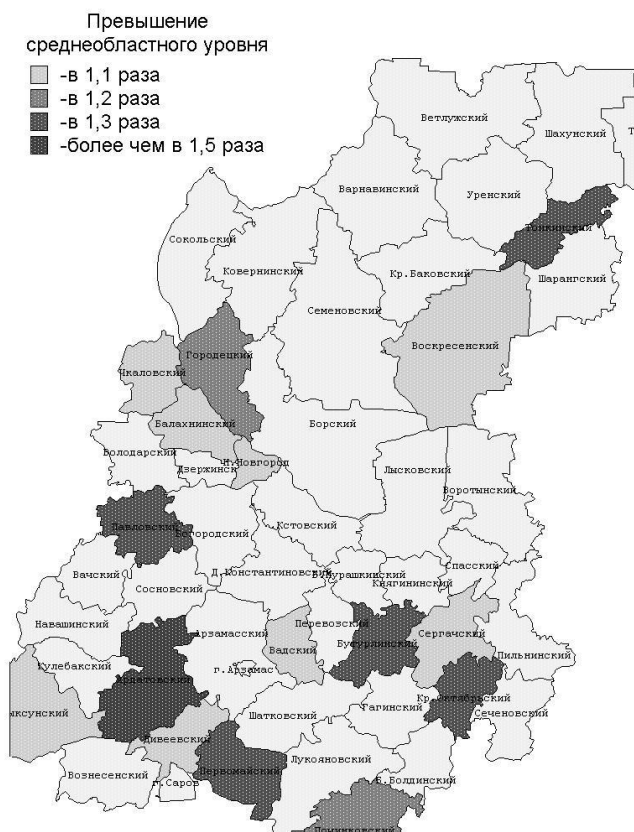 Превышение
среднеобластного уровня
-в 1,1 раза
-в 1,2 раза
-в 1,3 раза
-более чем в 1,5 раза
Ветлужский
Шахунский
Варнавинский
Уренский
Тонкинский
Сокольский
Ковернинский
Кр.Баковский
Шарангский
Семеновский
Воскресенский
Городецкий
Чкаловский
Балахнинский
Борский
Володарский
Дзержинск
Н.Новгород
Лысковский
Воротынский
Павловский
Богородский
Кстовский
Вачский
Сосновский
Д.Константиновский
Б.Мурашкинский
Княгининский
Спасский
Навашинский
Арзамасский
Перевозский
Вадский
Бутурлинский
Сергачский
Пильнинский
Кулебакский
г.Арзамас
Ардатовский
Кр.Октябрьский
ыксунский
Шатковский
Гагинский
Сеченовский
Дивеевский
Вознесенский
г.Саров
Первомайский
Лукояновский
Б.Болдинский